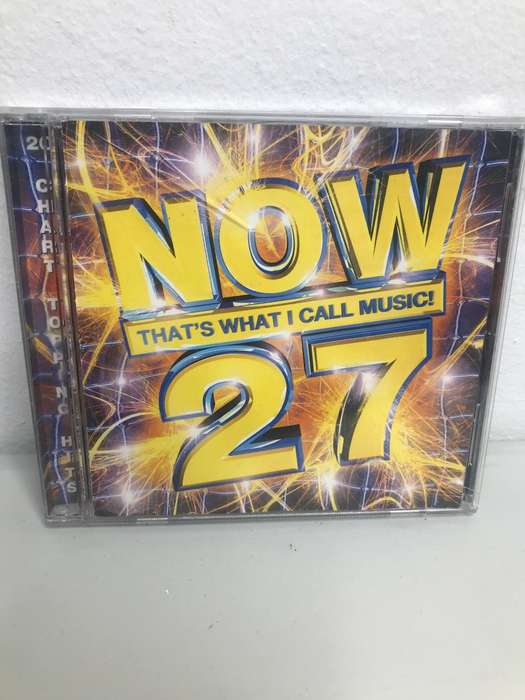 20 CHART TOPPING HITS
NOW
THAT'S WHAT I CALL MUSIC!
27